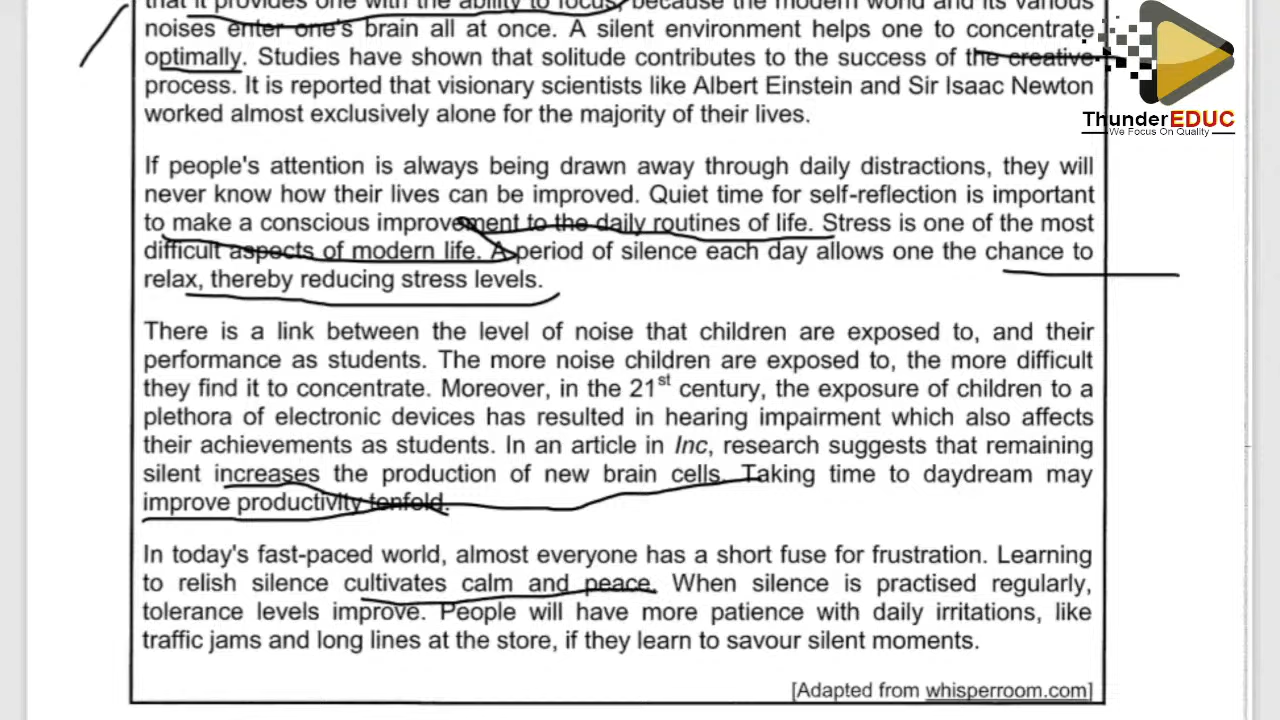 that it provides one with the ability to focus, because the modern world and its various
noises enter one's brain all at once. A silent environment helps one to concentrate
optimally. Studies have shown that solitude contributes to the success of the creative
process. It is reported that visionary scientists like Albert Einstein and Sir Isaac Newton
worked almost exclusively alone for the majority of their lives.
ThunderEDUC
We Focus On Quality
If people's attention is always being drawn away through daily distractions, they will
never know how their lives can be improved. Quiet time for self-reflection is important
to make a conscious improvement to the daily routines of life. Stress is one of the most
difficult aspects of modern life. A period of silence each day allows one the chance to
relax, thereby reducing stress levels.
There is a link between the level of noise that children are exposed to, and their
performance as students. The more noise children are exposed to, the more difficult
they find it to concentrate. Moreover, in the 21st century, the exposure of children to a
plethora of electronic devices has resulted in hearing impairment which also affects
their achievements as students. In an article in Inc, research suggests that remaining
silent increases the production of new brain cells. Taking time to daydream may
improve productivity tenfold.
In today's fast-paced world, almost everyone has a short fuse for frustration. Learning
to relish silence cultivates calm and peace. When silence is practised regularly,
tolerance levels improve. People will have more patience with daily irritations, like
traffic jams and long lines at the store, if they learn to savour silent moments.
[Adapted from whisperroom.com]